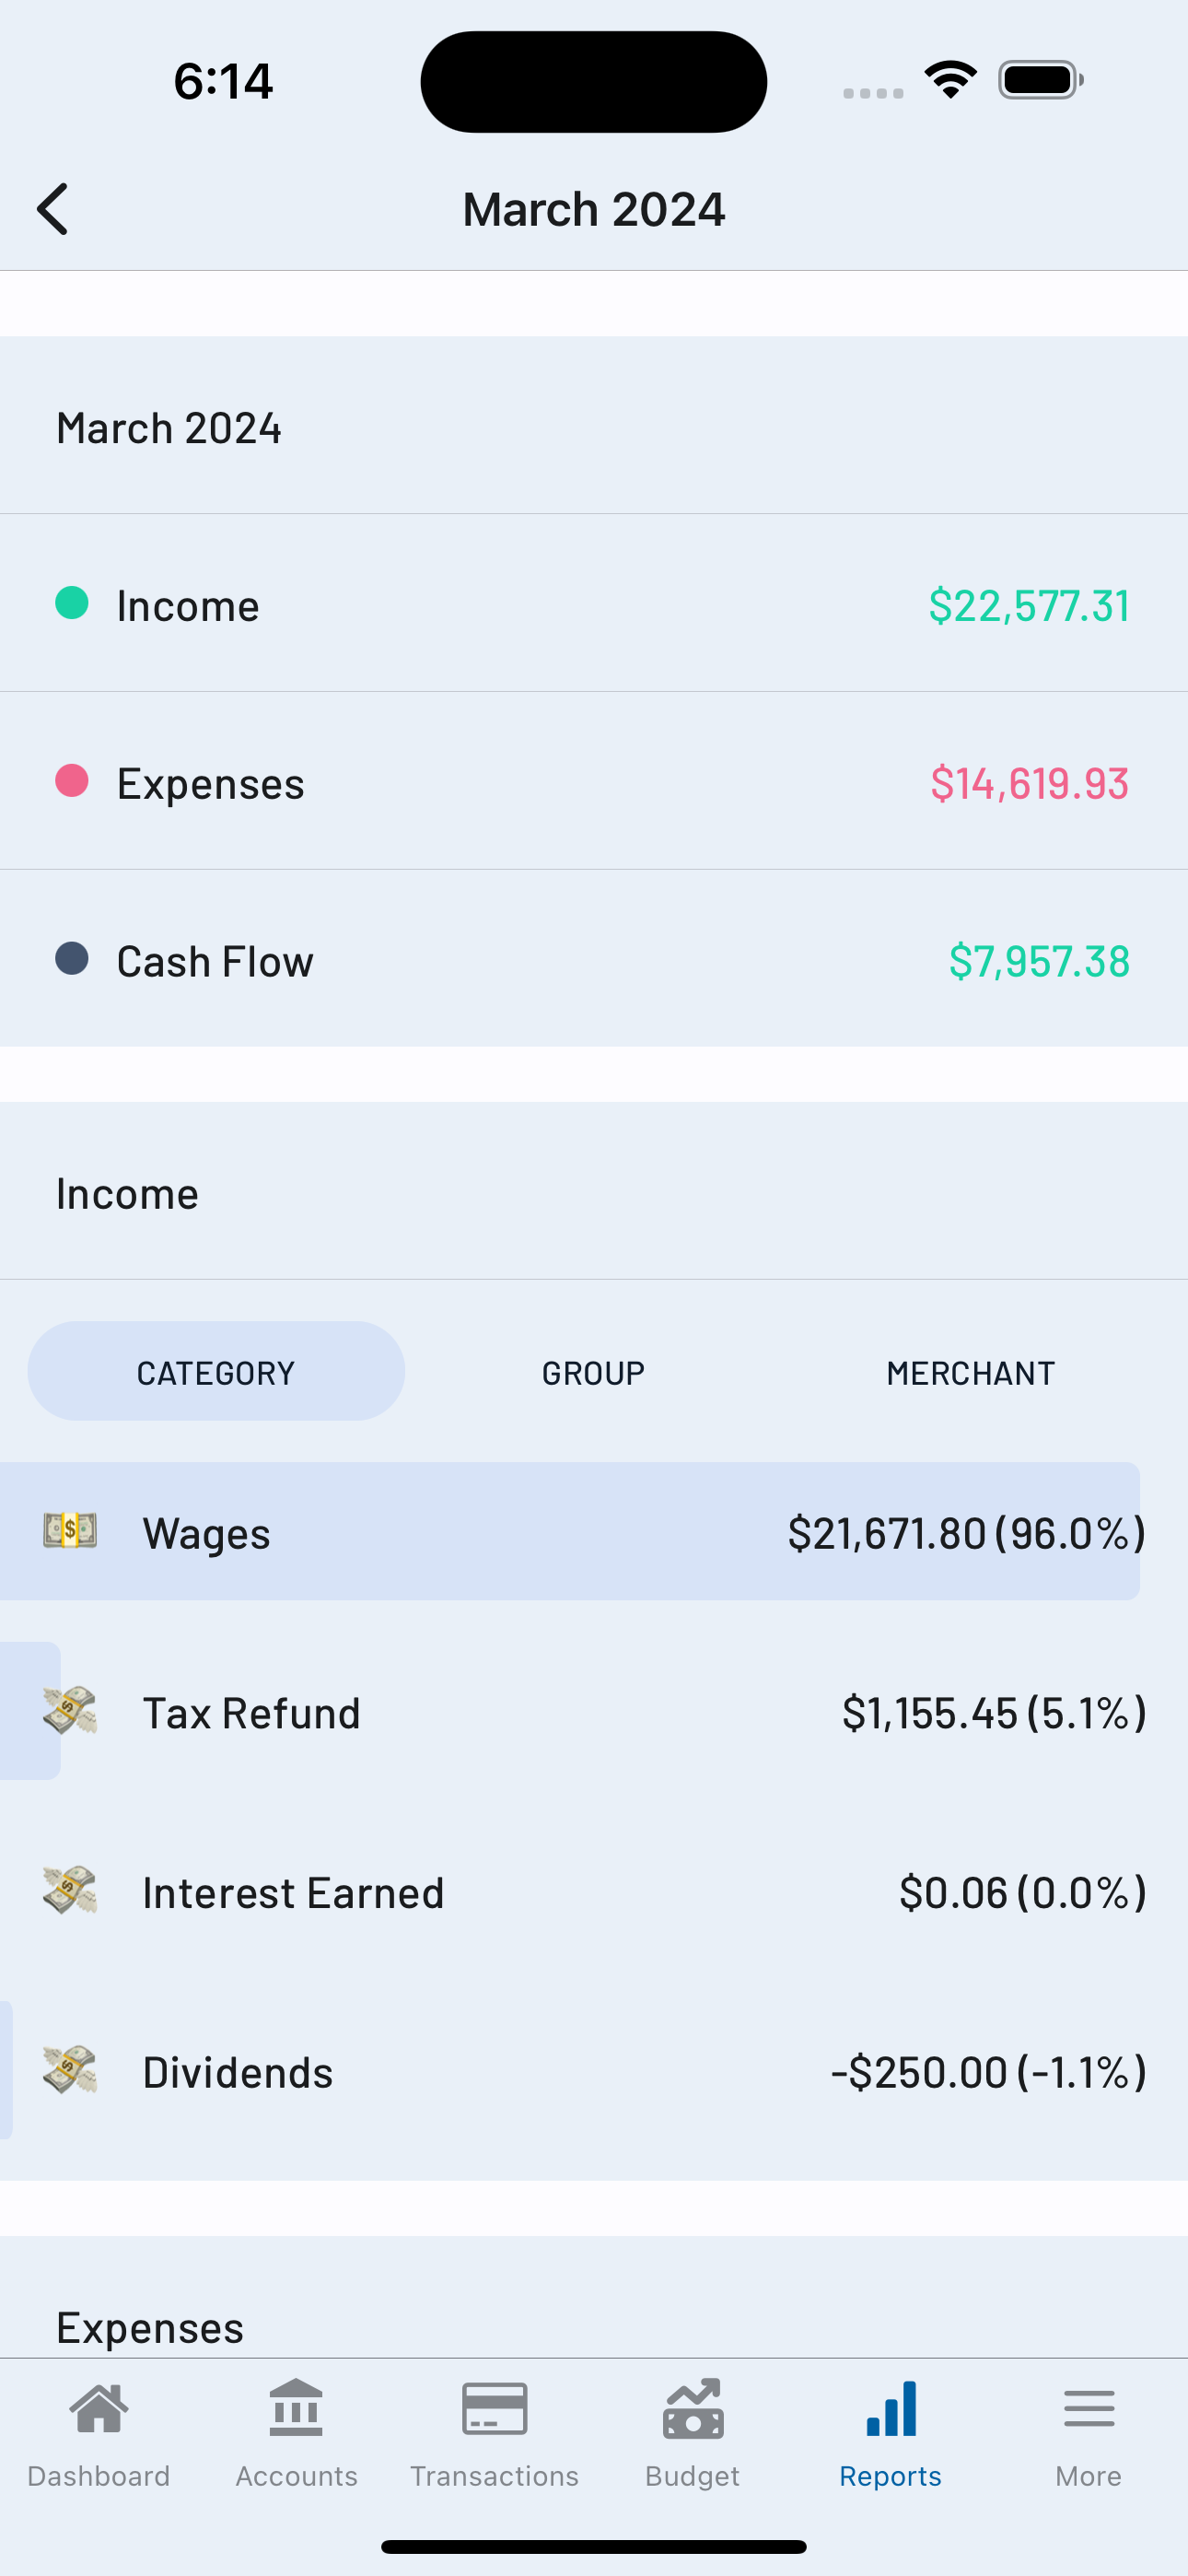 6:14
March 2024
March 2024
Income $22,577.31
Expenses $14,619.93
Cash Flow $7,957.38
Income
CATEGORY GROUP MERCHANT
Wages $21,671.80 (96.0%)
Tax Refund $1,155.45 (5.1%)
Interest Earned $0.06 (0.0%)
Dividends -$250.00 (-1.1%)
Expenses
Dashboard Accounts Transactions Budget Reports More